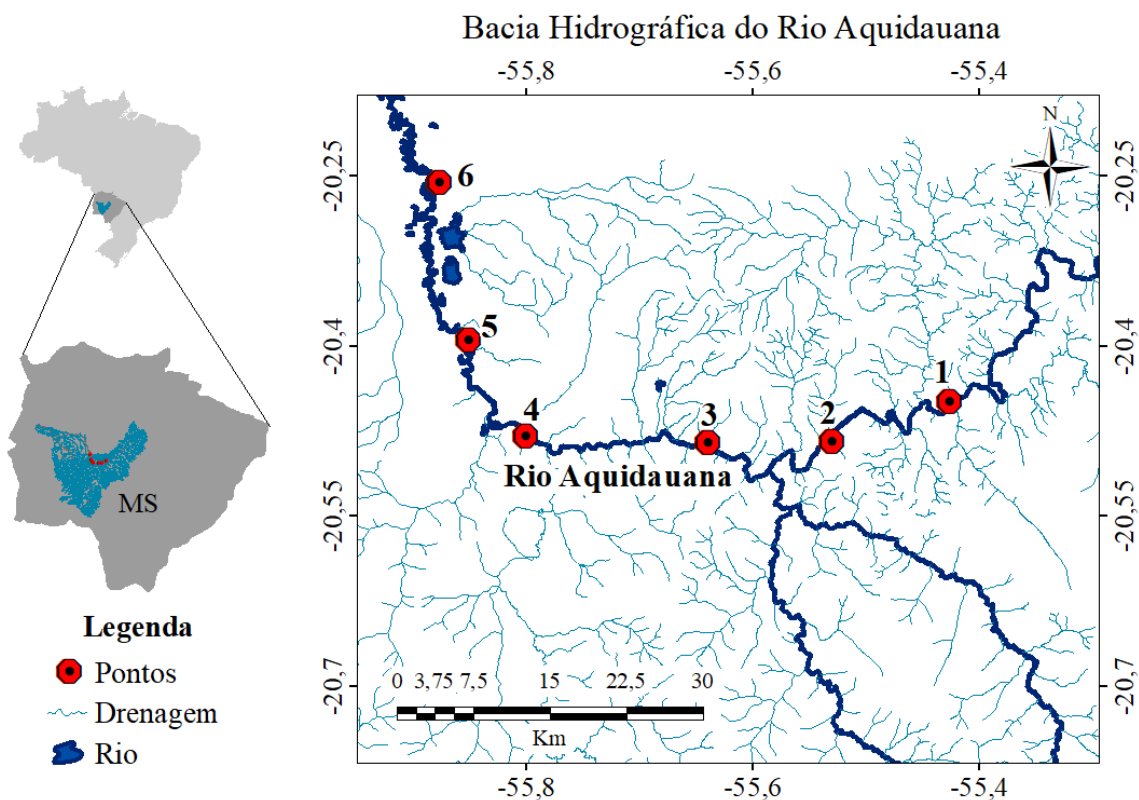 Bacia Hidrográfica do Rio Aquidauana
-55,8 -55,6 -55,4
N
-20,25 -20,25
6
5
-20,4 -20,4
1
4 3 2
Rio Aquidauana
MS
-20,55 -20,55
Legenda
Pontos
Drenagem
Rio
0 3,75 7,5 15 22,5 30
Km
-20,7 -20,7
-55,8 -55,6 -55,4